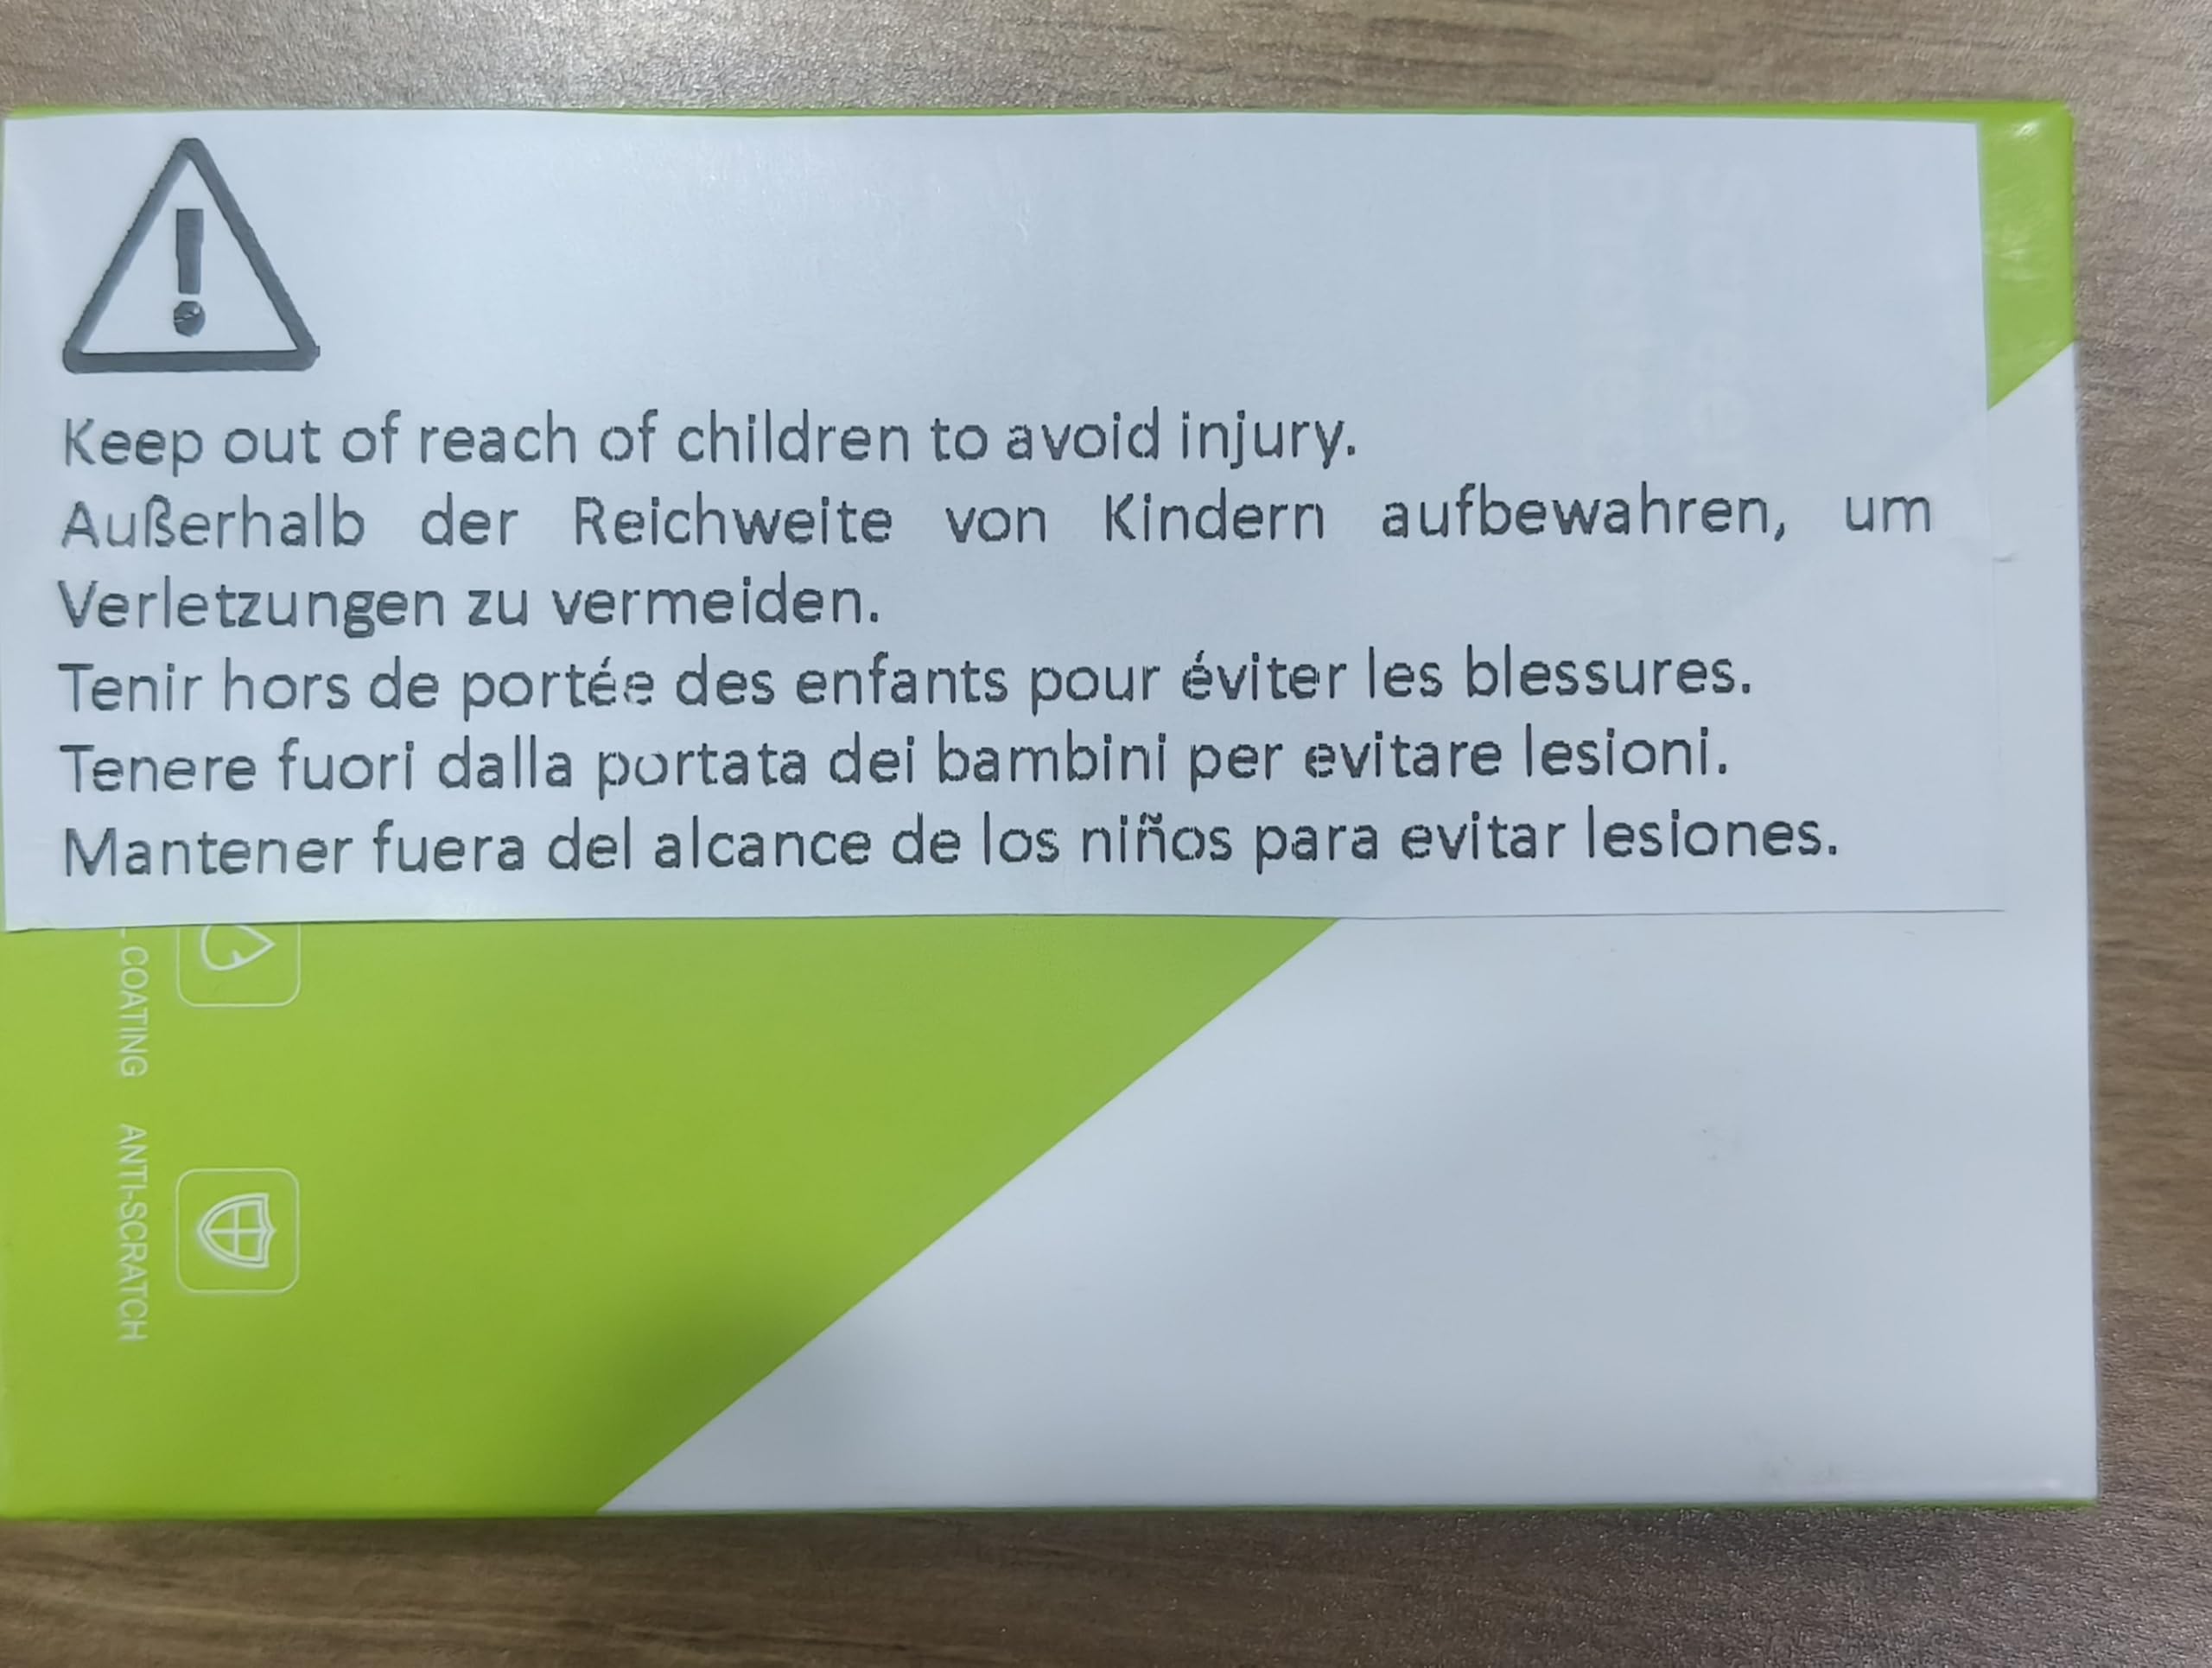 Keep out of reach of children to avoid injury.
Außerhalb der Reichweite von Kindern aufbewahren, um
Verletzungen zu vermeiden.
Tenir hors de portée des enfants pour éviter les blessures.
Tenere fuori dalla portata dei bambini per evitare lesioni.
Mantener fuera del alcance de los niños para evitar lesiones.
COATING
ANTI-SCRATCH